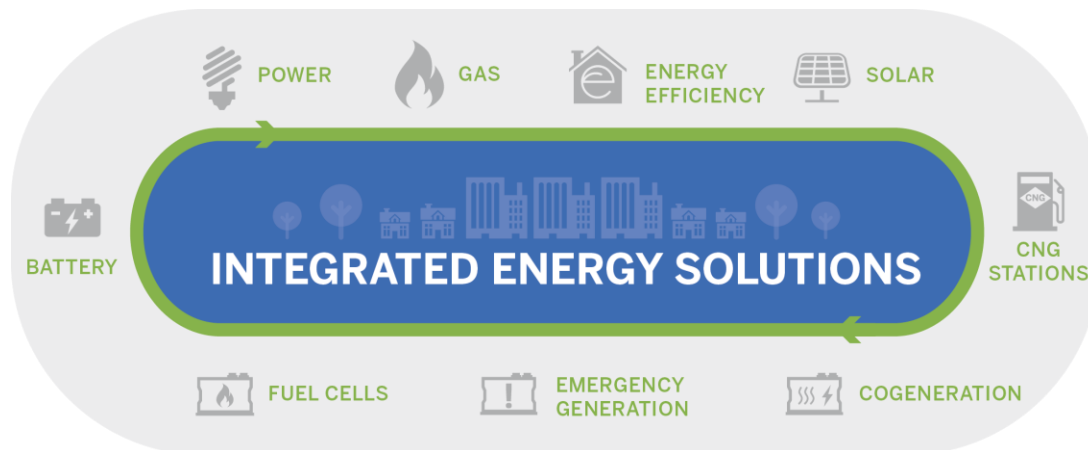 POWER
GAS
ENERGY
EFFICIENCY
SOLAR
BATTERY
INTEGRATED ENERGY SOLUTIONS
CNG
CNG
STATIONS
FUEL CELLS
EMERGENCY
GENERATION
COGENERATION